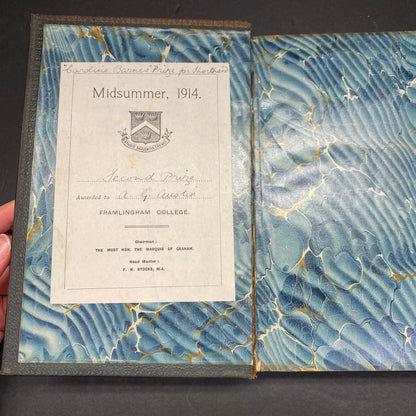 "Caroline Barnes" Prize for Shorthand
Midsummer, 1914.
Second Prize
Awarded to A G
FRAMLINGHAM COLLEGE.
Chairman:
THE MOST HON. THE MARQUIS OF GRAHAM.
Head Master:
F. W. STOCKS, M.A.